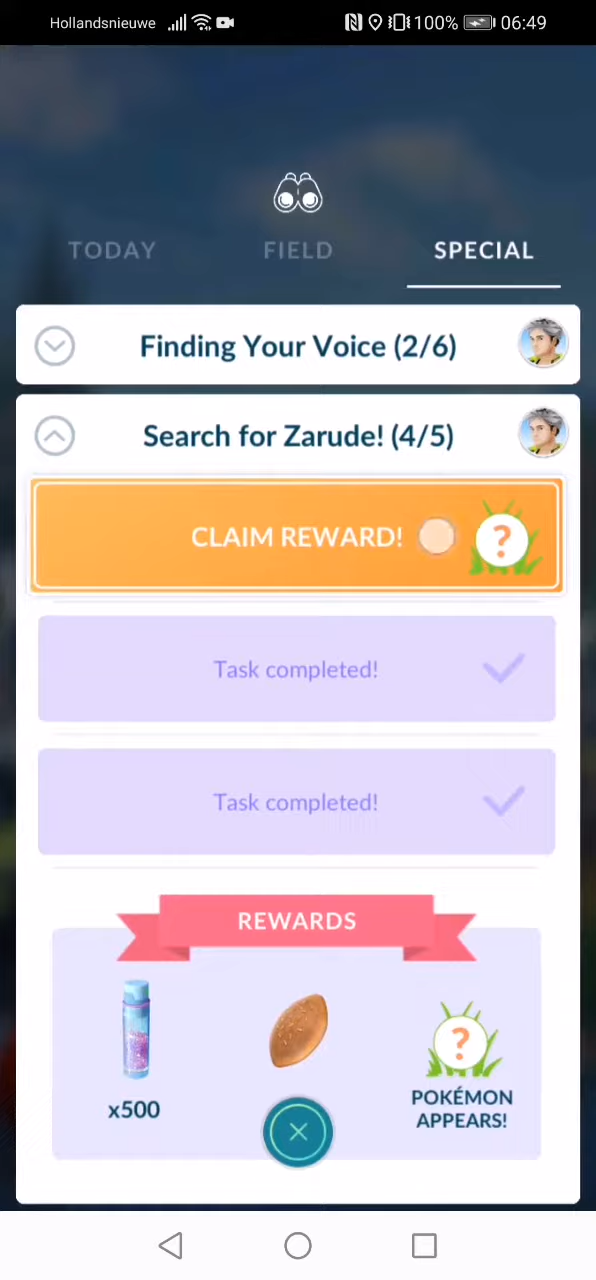 Hollandsnieuwe 100% 06:49
TODAY FIELD SPECIAL
Finding Your Voice (2/6)
Search for Zarude! (4/5)
CLAIM REWARD! ?
Task completed!
Task completed!
REWARDS
?
x500
POKÉMON
APPEARS!